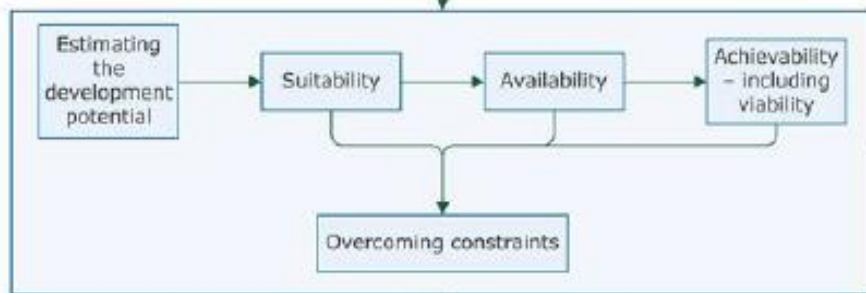 Estimating
the
development
potential
Suitability
Availability
Achievability
– including
viability
Overcoming constraints